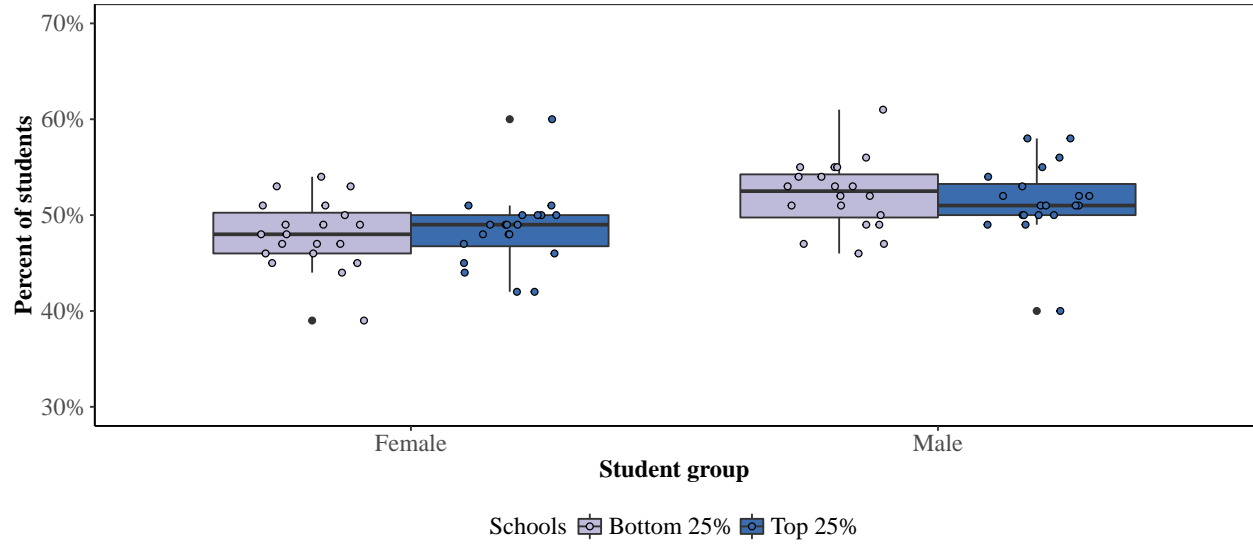 70%
60%
50%
40%
30%
Percent of students
Female
Male
Student group
Schools Bottom 25% Top 25%